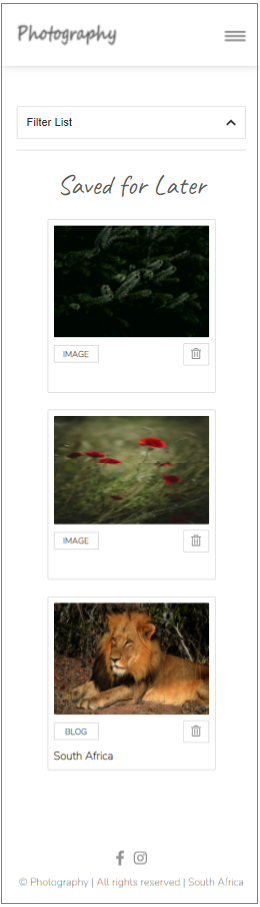 Photography
Filter List
Saved for Later
IMAGE
IMAGE
BLOG
South Africa
© Photography | All rights reserved | South Africa